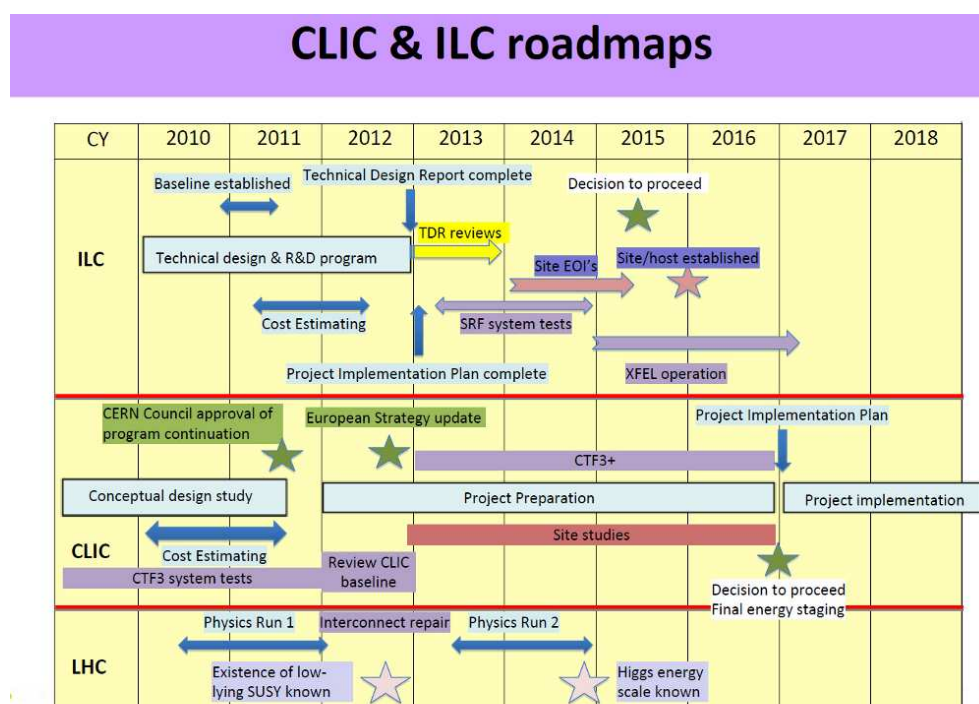 CLIC & ILC roadmaps
CY 2010 2011 2012 2013 2014 2015 2016 2017 2018
ILC
Baseline established
Technical Design Report complete
Decision to proceed
TDR reviews
Technical design & R&D program
Site EOI's
Site/host established
Cost Estimating
SRF system tests
Project Implementation Plan complete
XFEL operation
CLIC
CERN Council approval of
program continuation
European Strategy update
Project Implementation Plan
CTF3+
Conceptual design study
Project Preparation
Project implementation
Site studies
Cost Estimating
CTF3 system tests
Review CLIC
baseline
Decision to proceed
Final energy staging
LHC
Physics Run 1
Interconnect repair
Physics Run 2
Existence of low-
lying SUSY known
Higgs energy
scale known